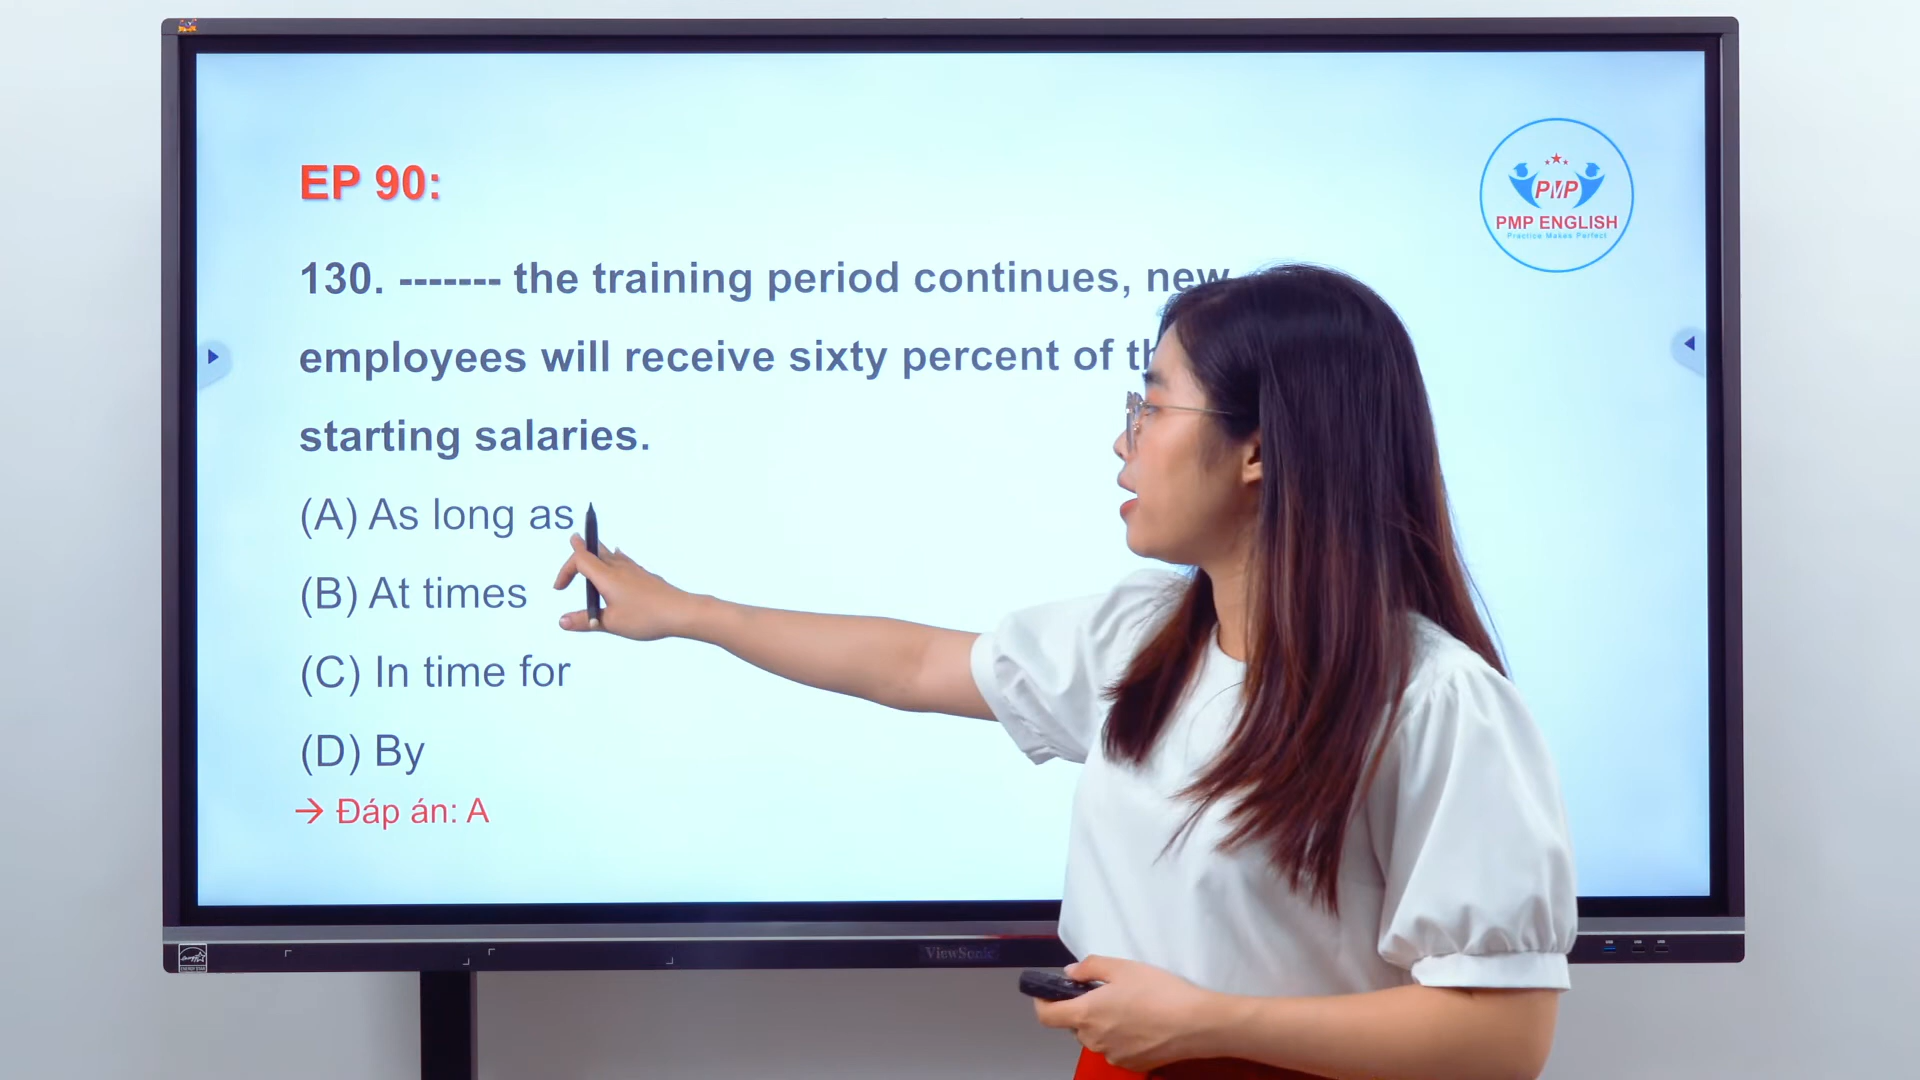 EP 90:
PMP
PMP ENGLISH
Practice Makes Perfect
130. ------- the training period continues, new
employees will receive sixty percent of
starting salaries.
(A) As long as
(B) At times
(C) In time for
(D) By
→ Đáp án: A
ViewSonic